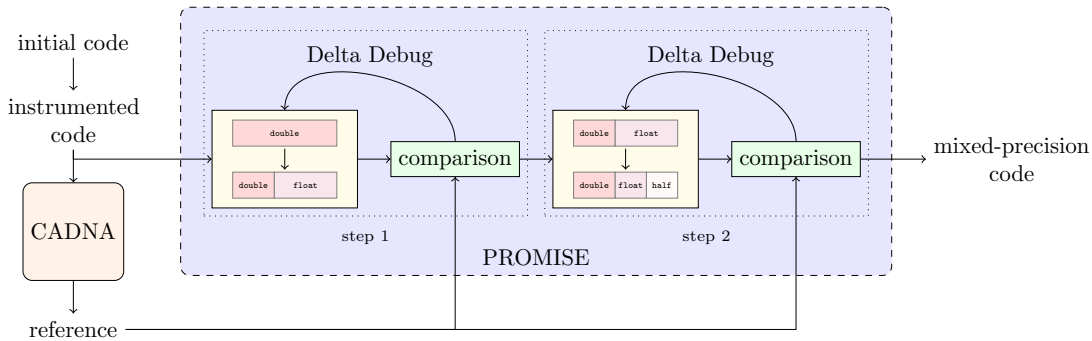 initial code
instrumented
code
CADNA
reference
Delta Debug
double
double float
comparison
step 1
Delta Debug
double float
double float half
comparison
step 2
PROMISE
mixed-precision
code